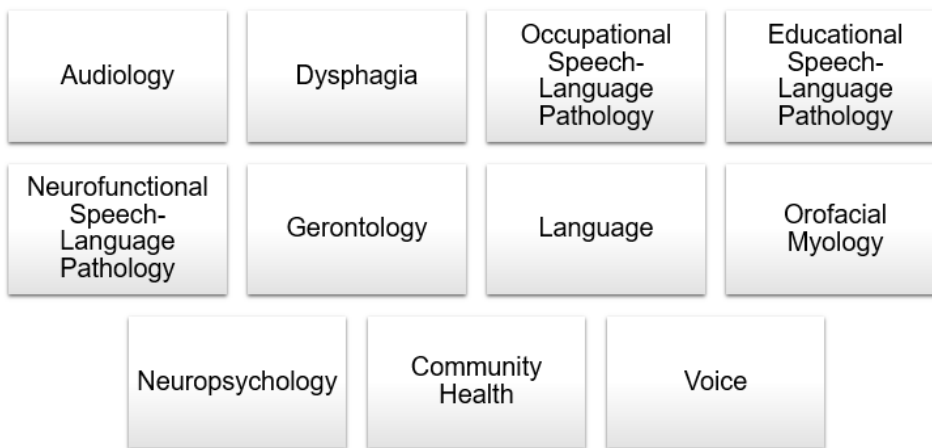 Audiology
Dysphagia
Occupational
Speech-
Language
Pathology
Educational
Speech-
Language
Pathology
Neurofunctional
Speech-
Language
Pathology
Gerontology
Language
Orofacial
Myology
Neuropsychology
Community
Health
Voice